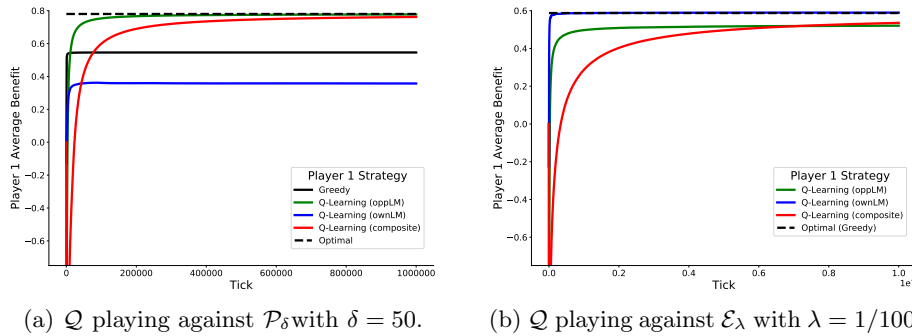 0.8
0.6
0.4
0.2
0.0
−0.2
−0.4
−0.6
Player 1 Average Benefit
0
200000
400000
600000
800000
1000000
Tick
Player 1 Strategy
Greedy
Q-Learning (oppLM)
Q-Learning (ownLM)
Q-Learning (composite)
Optimal
(a) 𝒬 playing against 𝒫δwith δ = 50.
0.6
0.4
0.2
0.0
−0.2
−0.4
−0.6
Player 1 Average Benefit
0.0
0.2
0.4
0.6
0.8
1.0
1e
Tick
Player 1 Strategy
Q-Learning (oppLM)
Q-Learning (ownLM)
Q-Learning (composite)
Optimal (Greedy)
(b) 𝒬 playing against ℰλ with λ = 1/100